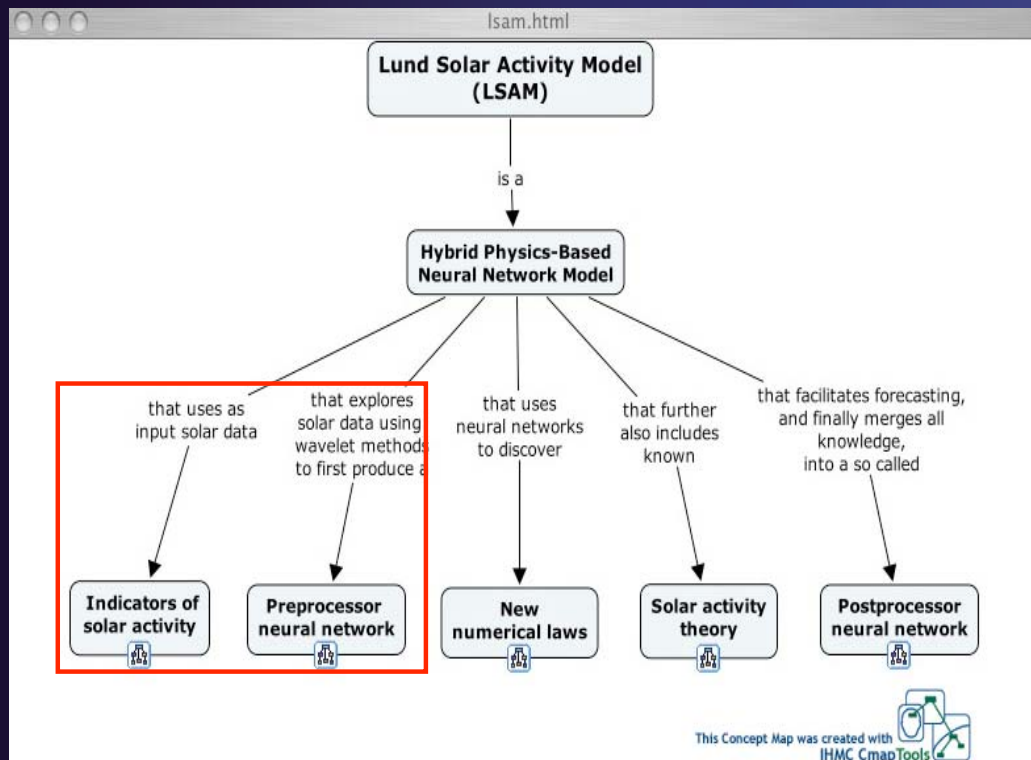 lsam.html
Lund Solar Activity Model
(LSAM)
is a
Hybrid Physics-Based
Neural Network Model
that uses as
input solar data
that explores
solar data using
wavelet methods
to first produce a
that uses
neural networks
to discover
that further
also includes
known
that facilitates forecasting,
and finally merges all
knowledge,
into a so called
Indicators of
solar activity
Preprocessor
neural network
New
numerical laws
Solar activity
theory
Postprocessor
neural network
This Concept Map was created with
IHMC CmapTools